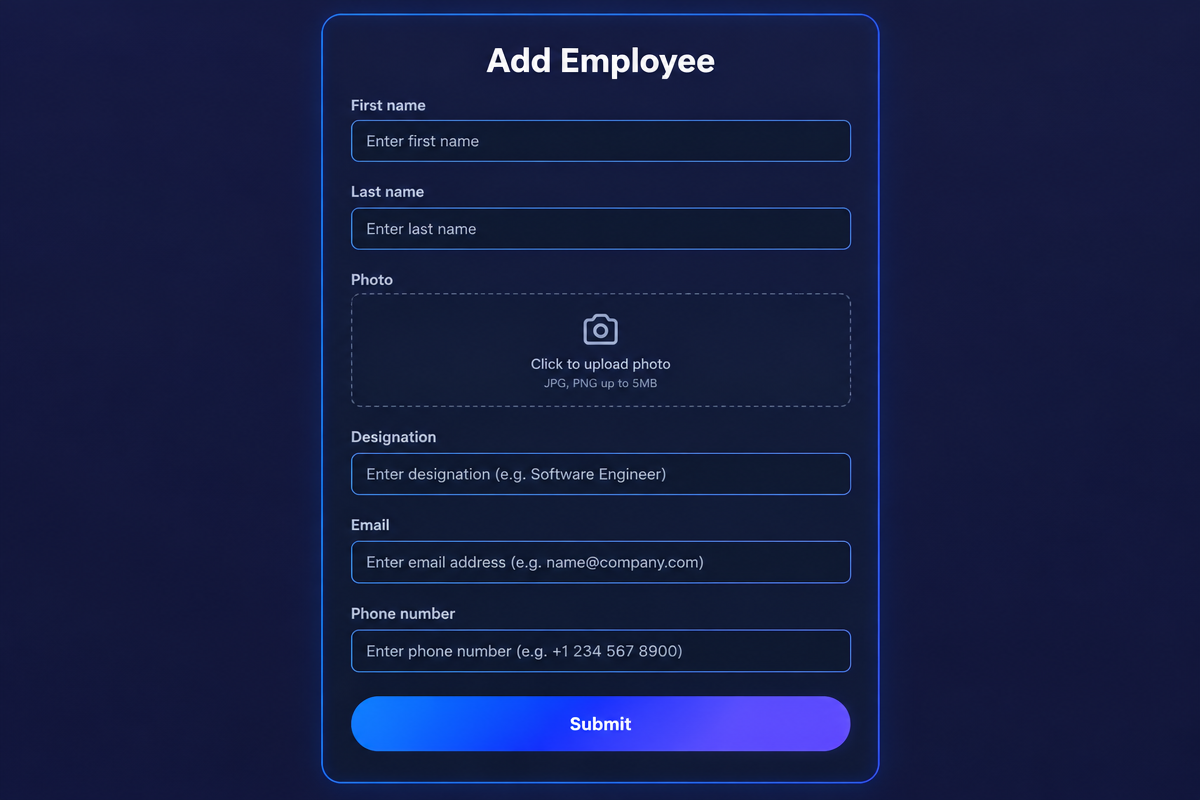 Add Employee
First name
Enter first name
Last name
Enter last name
Photo
Click to upload photo
JPG, PNG up to 5MB
Designation
Enter designation (e.g. Software Engineer)
Email
Enter email address (e.g. name@company.com)
Phone number
Enter phone number (e.g. +1 234 567 8900)
Submit